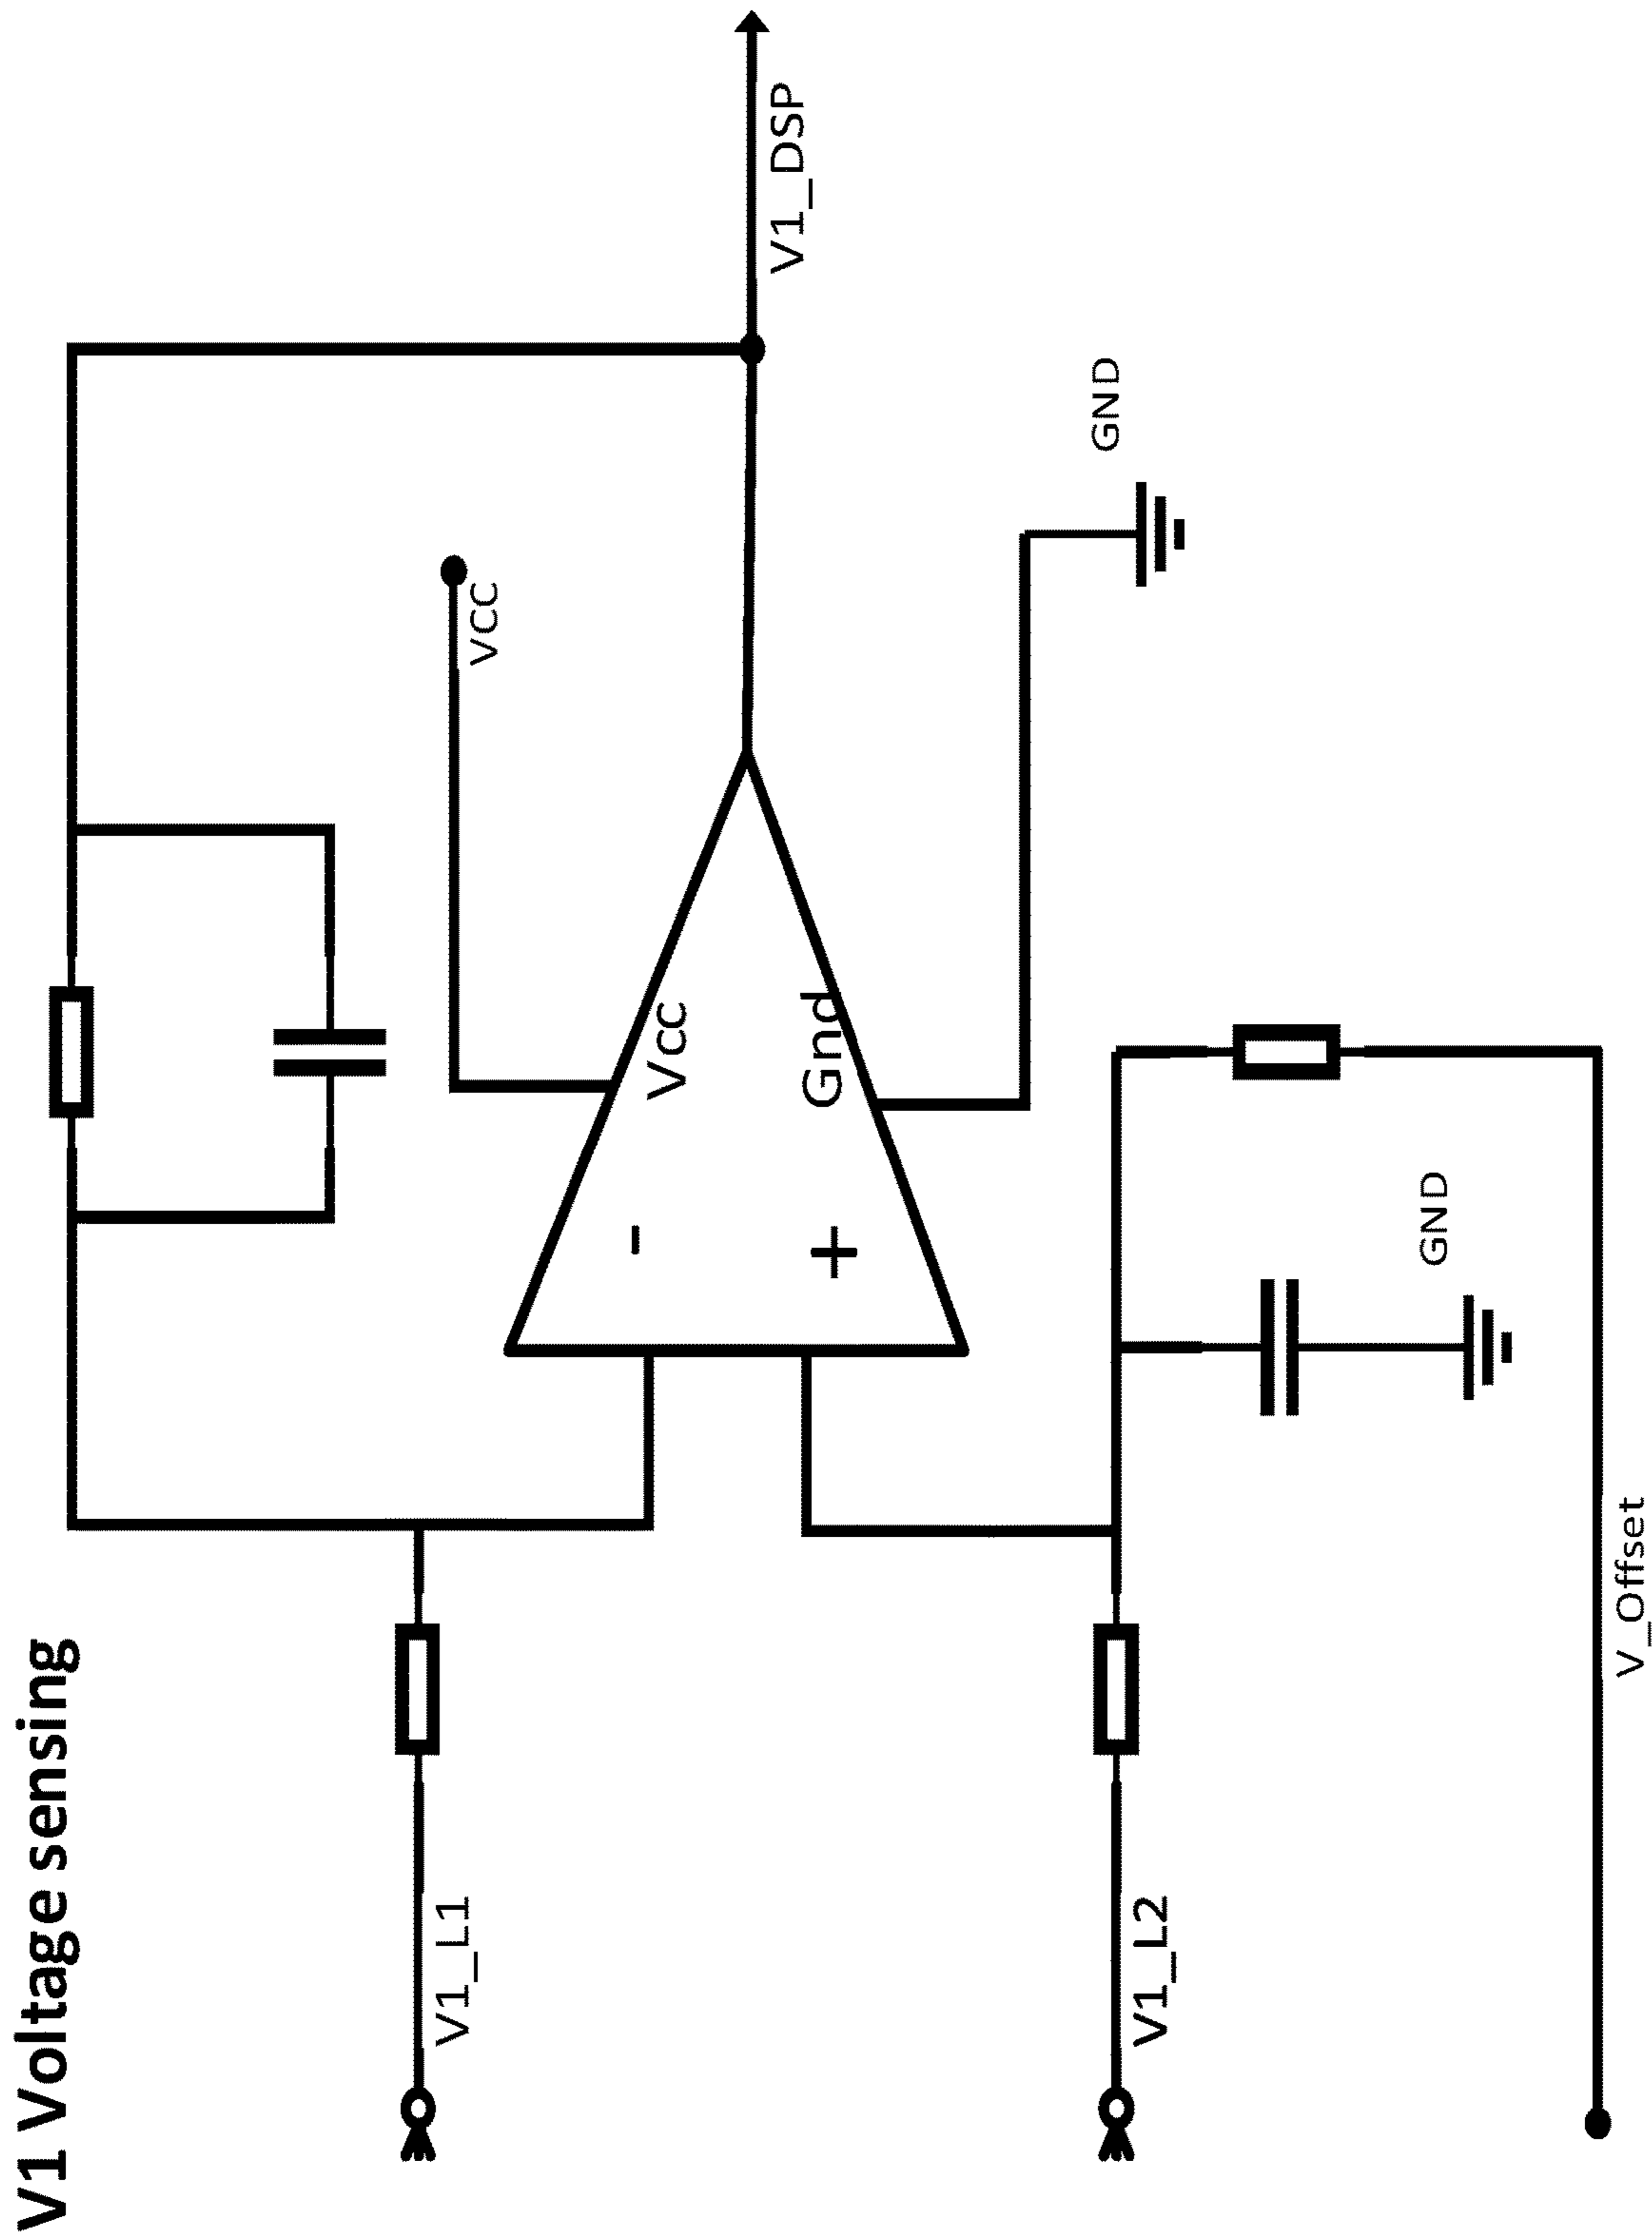 V1 Voltage sensing
V1_L1
VCC
Vcc
-
V1_DSP
Gnd
+
GND
V1_L2
GND
V_Offset